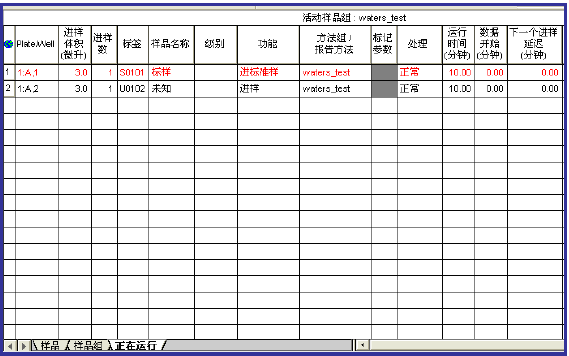 活动样品组: waters_test
Plate/Well 进样体积(微升) 进样数 标签 样品名称 级别 功能 方法组/报告方法 标记参数 处理 运行时间(分钟) 数据开始(分钟) 下一个进样延迟(分钟)
1 1:A,1 3.0 1 S0101 标样 进标准样 waters_test 正常 10.00 0.00 0.00
2 1:A,2 3.0 1 U0102 未知 进样 waters_test 正常 10.00 0.00 0.00
样品 样品组 正在运行